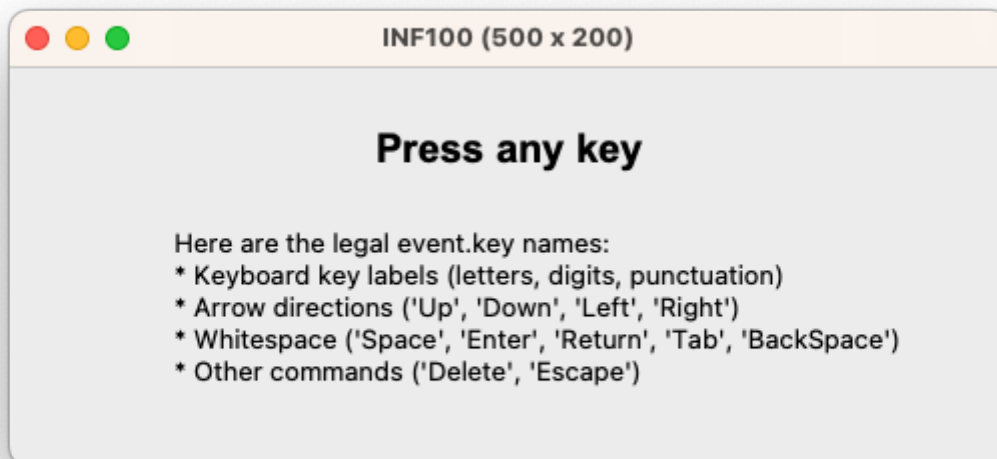 INF100 (500 x 200)
Press any key
Here are the legal event.key names:
* Keyboard key labels (letters, digits, punctuation)
* Arrow directions ('Up', 'Down', 'Left', 'Right')
* Whitespace ('Space', 'Enter', 'Return', 'Tab', 'BackSpace')
* Other commands ('Delete', 'Escape')